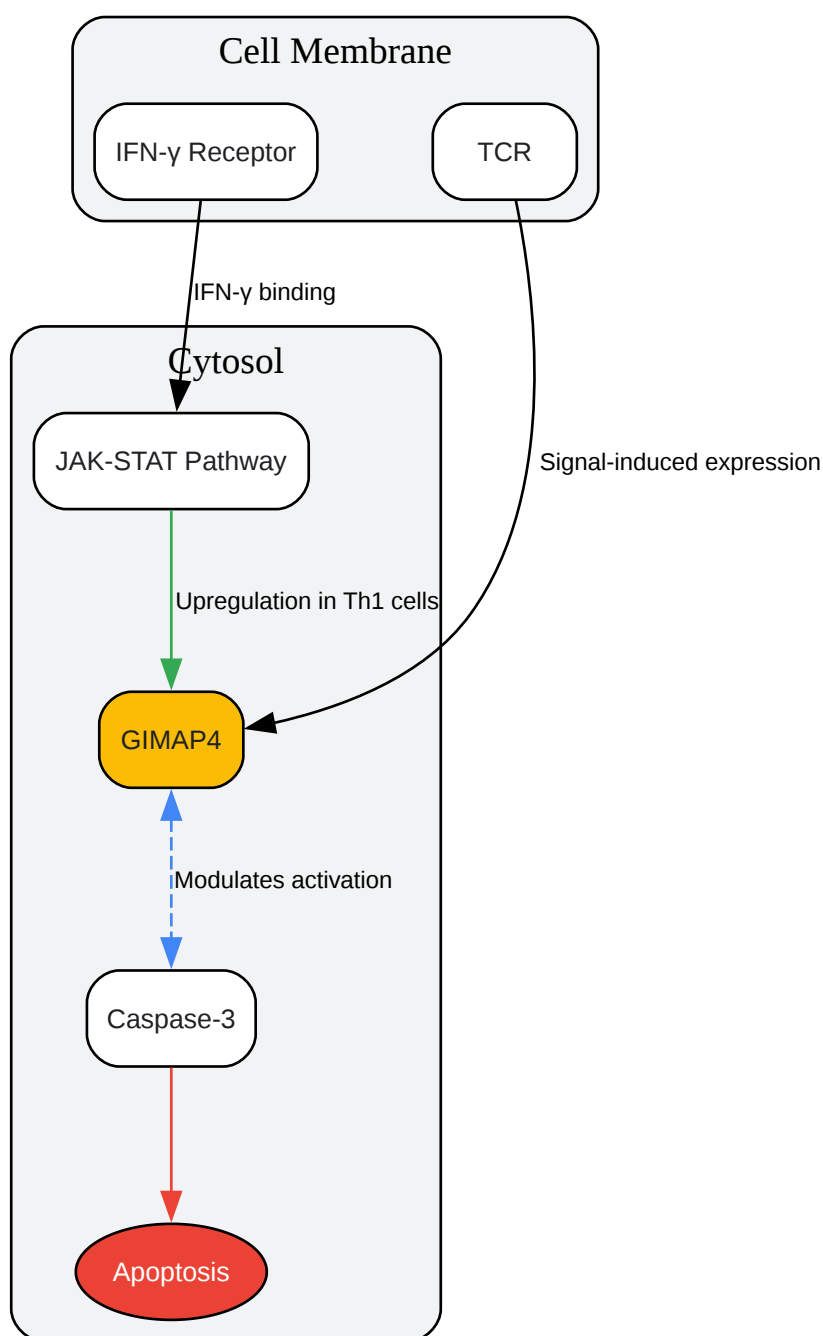 Cell Membrane
IFN-γ Receptor
TCR
IFN-γ binding
Cytosol
JAK-STAT Pathway
Signal-induced expression
Upregulation in Th1 cells
GIMAP4
Modulates activation
Caspase-3
Apoptosis